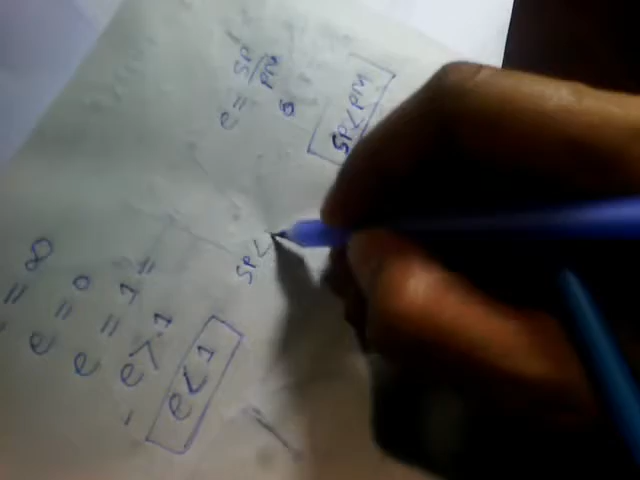 e = SP/PM
SP<PM
SP<
= ∞
e = 0
e = 1 =
e > 1
e<1